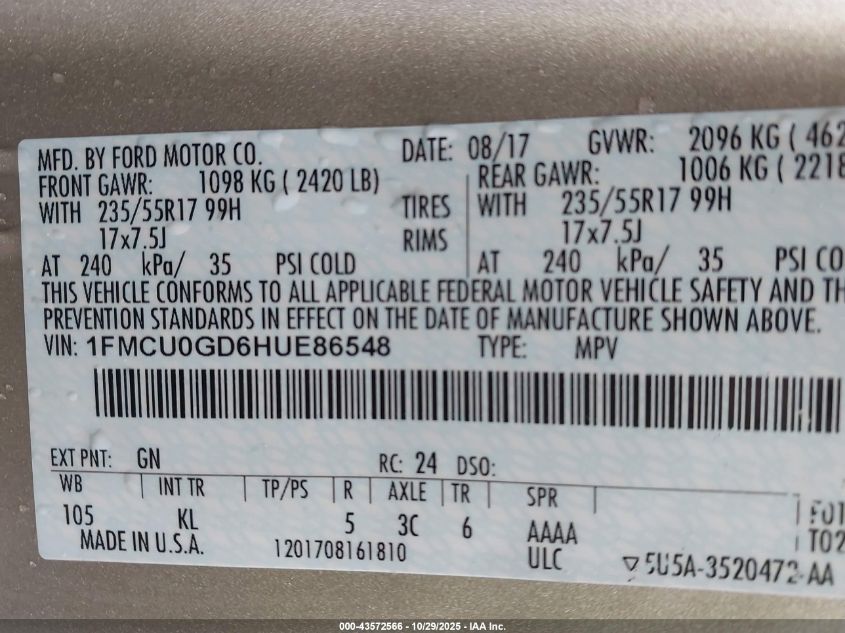 MFD. BY FORD MOTOR CO. DATE: 08/17 GVWR: 2096 KG ( 462
FRONT GAWR: 1098 KG ( 2420 LB) REAR GAWR: 1006 KG ( 2218
WITH 235/55R17 99H TIRES WITH 235/55R17 99H
17x7.5J RIMS 17x7.5J
AT 240 kPa/ 35 PSI COLD AT 240 kPa/ 35 PSI CO
THIS VEHICLE CONFORMS TO ALL APPLICABLE FEDERAL MOTOR VEHICLE SAFETY AND TH
PREVENTION STANDARDS IN EFFECT ON THE DATE OF MANUFACTURE SHOWN ABOVE.
VIN: 1FMCU0GD6HUE86548 TYPE: MPV
EXT PNT: GN RC: 24 DSO:
WB INT TR TP/PS R AXLE TR SPR
105 KL 5 3C 6 AAAA F01
MADE IN U.S.A. 1201708161810 ULC T02
5U5A-3520472-AA
000-43572566 - 10/29/2025 - IAA Inc.